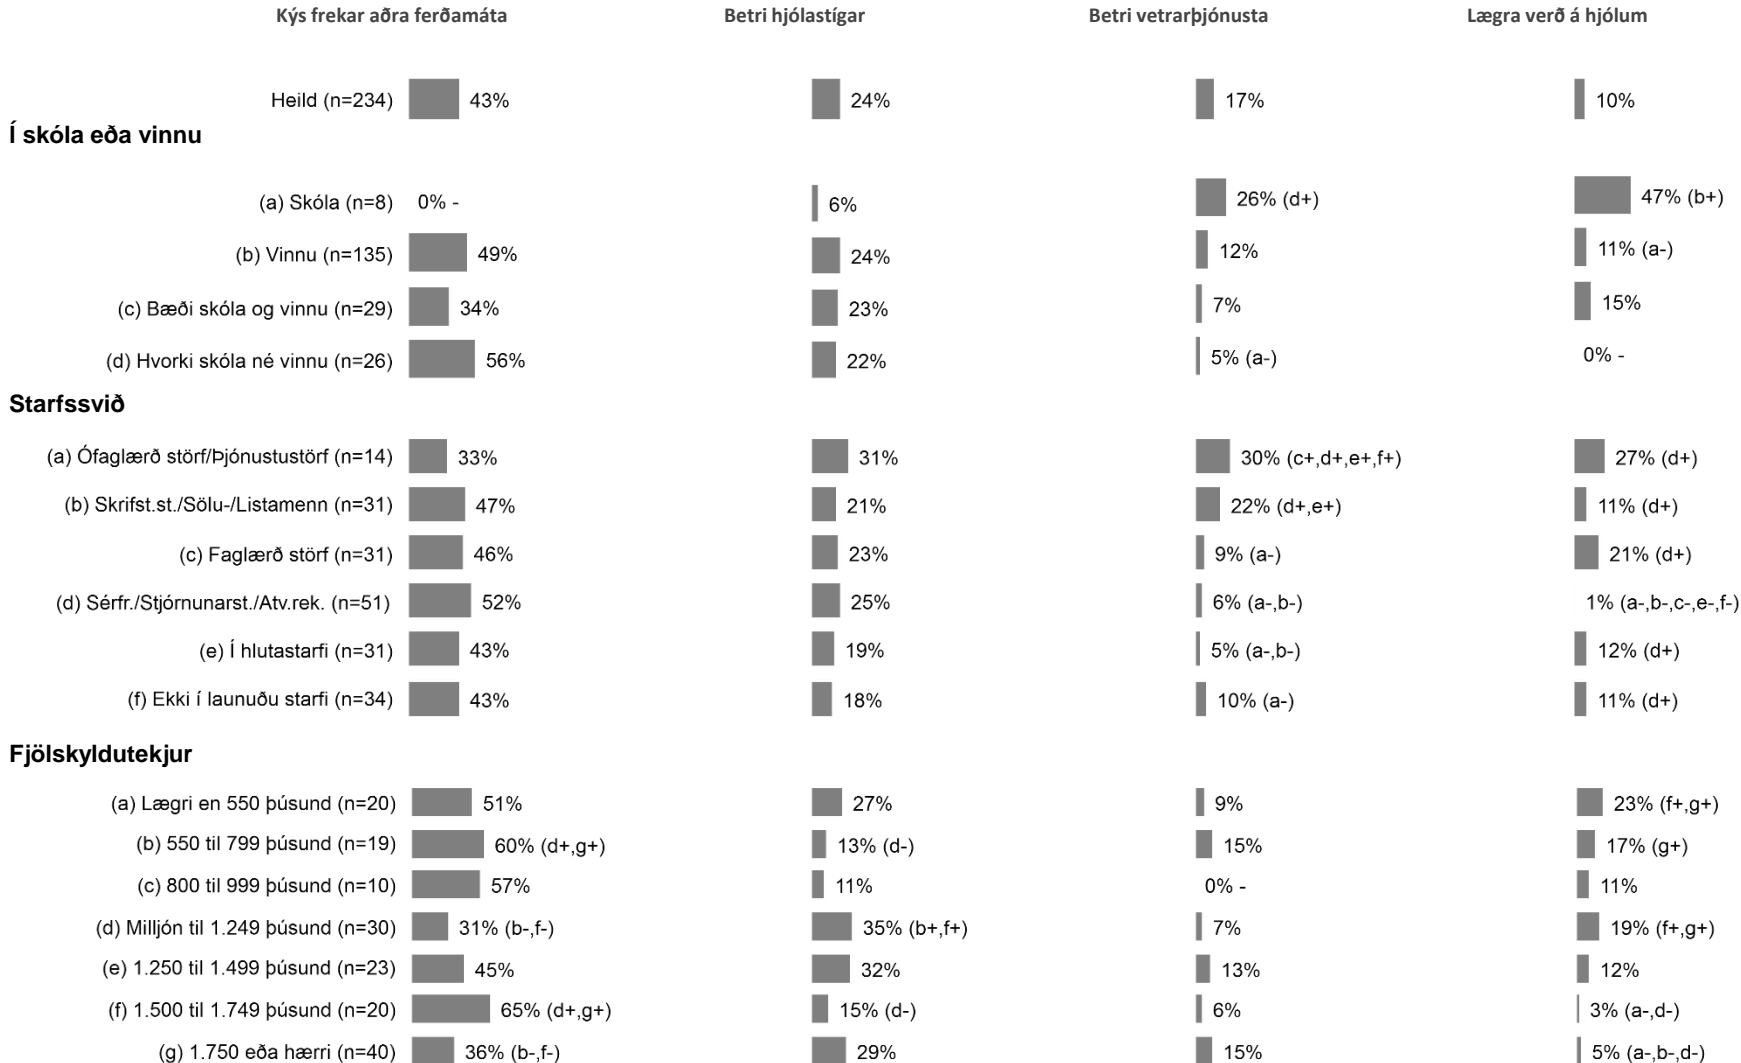 Kýs frekar aðra ferðamáta Betri hjólastígar Betri vetrarþjónusta Lægra verð á hjólum
Heild (n=234) 43% 24% 17% 10%
Í skóla eða vinnu
(a) Skóla (n=8) 0% - 6% 26% (d+) 47% (b+)
(b) Vinnu (n=135) 49% 24% 12% 11% (a-)
(c) Bæði skóla og vinnu (n=29) 34% 23% 7% 15%
(d) Hvorki skóla né vinnu (n=26) 56% 22% 5% (a-) 0% -
Starfssvið
(a) Ófaglærð störf/Þjónustustörf (n=14) 33% 31% 30% (c+,d+,e+,f+) 27% (d+)
(b) Skrifst.st./Sölu-/Listamenn (n=31) 47% 21% 22% (d+,e+) 11% (d+)
(c) Faglærð störf (n=31) 46% 23% 9% (a-) 21% (d+)
(d) Sérfr./Stjórnunarst./Atv.rek. (n=51) 52% 25% 6% (a-,b-) 1% (a-,b-,c-,e-,f-)
(e) Í hlutastarfi (n=31) 43% 19% 5% (a-,b-) 12% (d+)
(f) Ekki í launuðu starfi (n=34) 43% 18% 10% (a-) 11% (d+)
Fjölskyldutekjur
(a) Lægri en 550 þúsund (n=20) 51% 27% 9% 23% (f+,g+)
(b) 550 til 799 þúsund (n=19) 60% (d+,g+) 13% (d-) 15% 17% (g+)
(c) 800 til 999 þúsund (n=10) 57% 11% 0% - 11%
(d) Milljón til 1.249 þúsund (n=30) 31% (b-,f-) 35% (b+,f+) 7% 19% (f+,g+)
(e) 1.250 til 1.499 þúsund (n=23) 45% 32% 13% 12%
(f) 1.500 til 1.749 þúsund (n=20) 65% (d+,g+) 15% (d-) 6% 3% (a-,d-)
(g) 1.750 eða hærri (n=40) 36% (b-,f-) 29% 15% 5% (a-,b-,d-)